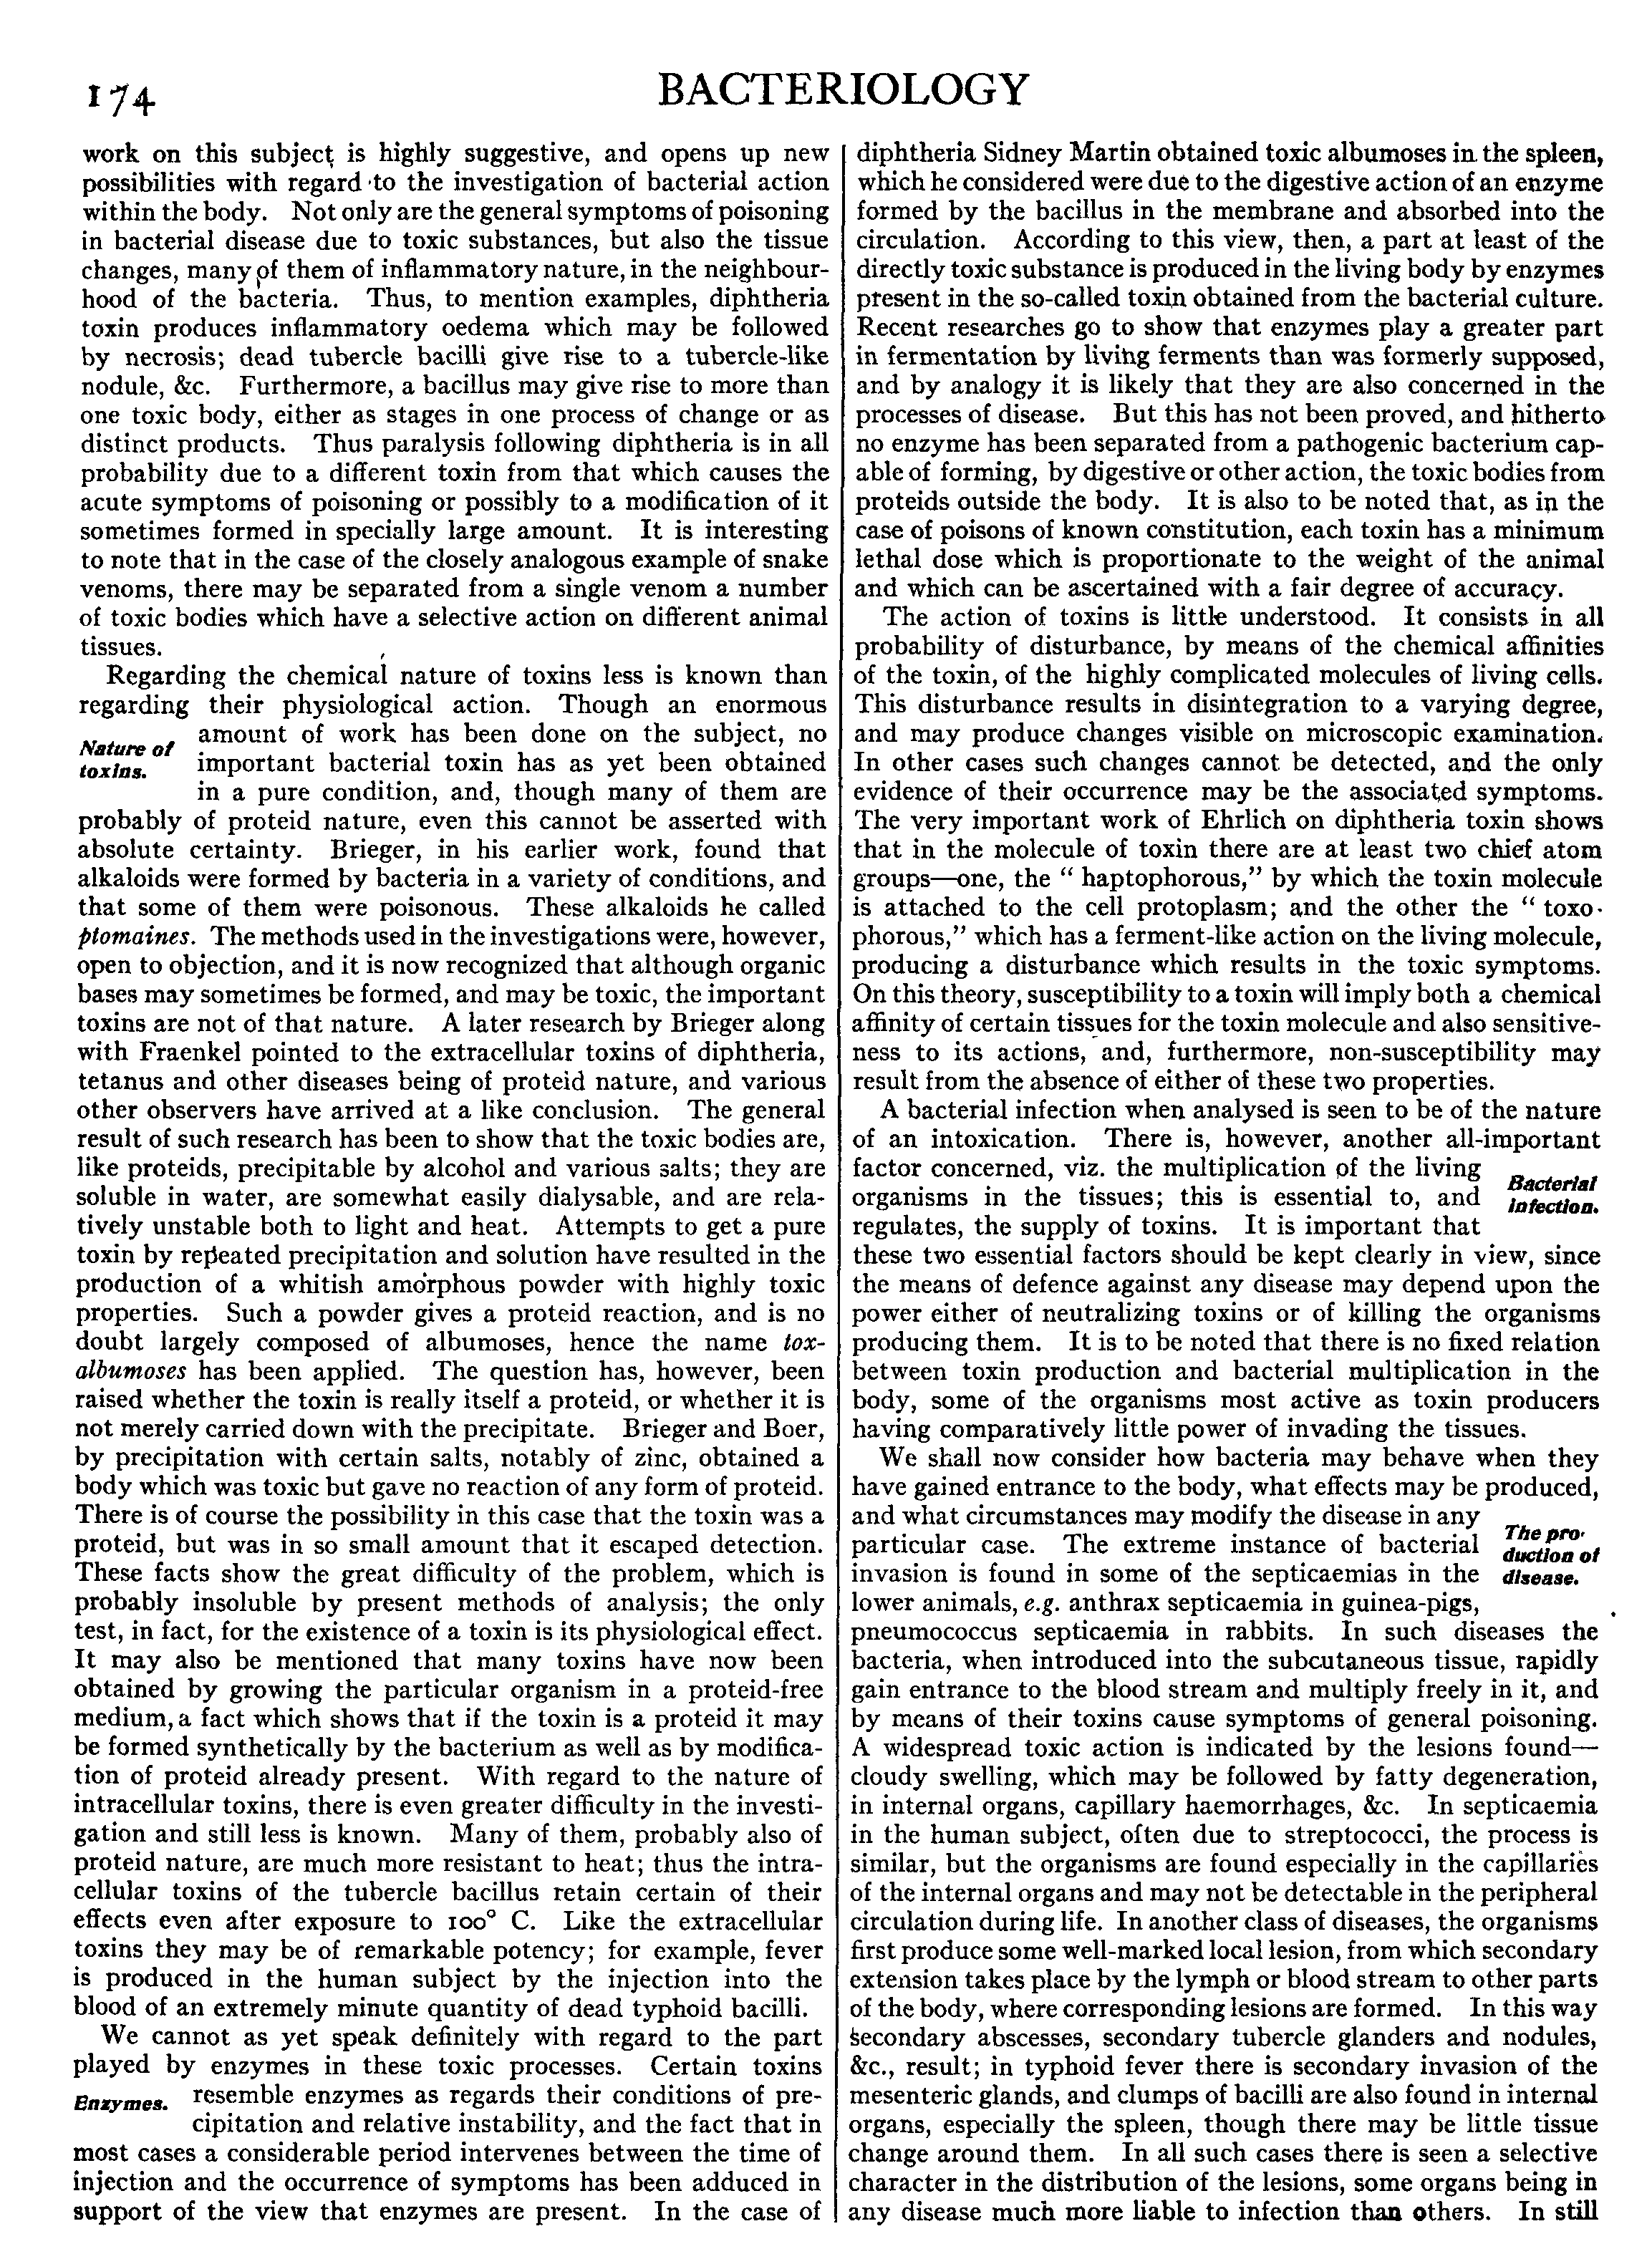 174
BACTERIOLOGY
work on this subject is highly suggestive, and opens up new
possibilities with regard to the investigation of bacterial action
within the body. Not only are the general symptoms of poisoning
in bacterial disease due to toxic substances, but also the tissue
changes, many of them of inflammatory nature, in the neighbour-
hood of the bacteria. Thus, to mention examples, diphtheria
toxin produces inflammatory oedema which may be followed
by necrosis; dead tubercle bacilli give rise to a tubercle-like
nodule, &c. Furthermore, a bacillus may give rise to more than
one toxic body, either as stages in one process of change or as
distinct products. Thus paralysis following diphtheria is in all
probability due to a different toxin from that which causes the
acute symptoms of poisoning or possibly to a modification of it
sometimes formed in specially large amount. It is interesting
to note that in the case of the closely analogous example of snake
venoms, there may be separated from a single venom a number
of toxic bodies which have a selective action on different animal
tissues.
Regarding the chemical nature of toxins less is known than
regarding their physiological action. Though an enormous
Nature of
toxins.
amount of work has been done on the subject, no
important bacterial toxin has as yet been obtained
in a pure condition, and, though many of them are
probably of proteid nature, even this cannot be asserted with
absolute certainty. Brieger, in his earlier work, found that
alkaloids were formed by bacteria in a variety of conditions, and
that some of them were poisonous. These alkaloids he called
ptomaines. The methods used in the investigations were, however,
open to objection, and it is now recognized that although organic
bases may sometimes be formed, and may be toxic, the important
toxins are not of that nature. A later research by Brieger along
with Fraenkel pointed to the extracellular toxins of diphtheria,
tetanus and other diseases being of proteid nature, and various
other observers have arrived at a like conclusion. The general
result of such research has been to show that the toxic bodies are,
like proteids, precipitable by alcohol and various salts; they are
soluble in water, are somewhat easily dialysable, and are rela-
tively unstable both to light and heat. Attempts to get a pure
toxin by repeated precipitation and solution have resulted in the
production of a whitish amorphous powder with highly toxic
properties. Such a powder gives a proteid reaction, and is no
doubt largely composed of albumoses, hence the name tox-
albumoses has been applied. The question has, however, been
raised whether the toxin is really itself a proteid, or whether it is
not merely carried down with the precipitate. Brieger and Boer,
by precipitation with certain salts, notably of zinc, obtained a
body which was toxic but gave no reaction of any form of proteid.
There is of course the possibility in this case that the toxin was a
proteid, but was in so small amount that it escaped detection.
These facts show the great difficulty of the problem, which is
probably insoluble by present methods of analysis; the only
test, in fact, for the existence of a toxin is its physiological effect.
It may also be mentioned that many toxins have now been
obtained by growing the particular organism in a proteid-free
medium, a fact which shows that if the toxin is a proteid it may
be formed synthetically by the bacterium as well as by modifica-
tion of proteid already present. With regard to the nature of
intracellular toxins, there is even greater difficulty in the investi-
gation and still less is known. Many of them, probably also of
proteid nature, are much more resistant to heat; thus the intra-
cellular toxins of the tubercle bacillus retain certain of their
effects even after exposure to 100° C. Like the extracellular
toxins they may be of remarkable potency; for example, fever
is produced in the human subject by the injection into the
blood of an extremely minute quantity of dead typhoid bacilli.
We cannot as yet speak definitely with regard to the part
played by enzymes in these toxic processes. Certain toxins
Enzymes.
resemble enzymes as regards their conditions of pre-
cipitation and relative instability, and the fact that in
most cases a considerable period intervenes between the time of
injection and the occurrence of symptoms has been adduced in
support of the view that enzymes are present. In the case of
diphtheria Sidney Martin obtained toxic albumoses in the spleen,
which he considered were due to the digestive action of an enzyme
formed by the bacillus in the membrane and absorbed into the
circulation. According to this view, then, a part at least of the
directly toxic substance is produced in the living body by enzymes
present in the so-called toxin obtained from the bacterial culture.
Recent researches go to show that enzymes play a greater part
in fermentation by living ferments than was formerly supposed,
and by analogy it is likely that they are also concerned in the
processes of disease. But this has not been proved, and hitherto
no enzyme has been separated from a pathogenic bacterium cap-
able of forming, by digestive or other action, the toxic bodies from
proteids outside the body. It is also to be noted that, as in the
case of poisons of known constitution, each toxin has a minimum
lethal dose which is proportionate to the weight of the animal
and which can be ascertained with a fair degree of accuracy.
The action of toxins is little understood. It consists in all
probability of disturbance, by means of the chemical affinities
of the toxin, of the highly complicated molecules of living cells.
This disturbance results in disintegration to a varying degree,
and may produce changes visible on microscopic examination.
In other cases such changes cannot be detected, and the only
evidence of their occurrence may be the associated symptoms.
The very important work of Ehrlich on diphtheria toxin shows
that in the molecule of toxin there are at least two chief atom
groups—one, the "haptophorous," by which the toxin molecule
is attached to the cell protoplasm; and the other the "toxo-
phorous," which has a ferment-like action on the living molecule,
producing a disturbance which results in the toxic symptoms.
On this theory, susceptibility to a toxin will imply both a chemical
affinity of certain tissues for the toxin molecule and also sensitive-
ness to its actions, and, furthermore, non-susceptibility may
result from the absence of either of these two properties.
A bacterial infection when analysed is seen to be of the nature
of an intoxication. There is, however, another all-important
factor concerned, viz. the multiplication of the living
organisms in the tissues; this is essential to, and
regulates, the supply of toxins. It is important that
Bacterial
infection.
these two essential factors should be kept clearly in view, since
the means of defence against any disease may depend upon the
power either of neutralizing toxins or of killing the organisms
producing them. It is to be noted that there is no fixed relation
between toxin production and bacterial multiplication in the
body, some of the organisms most active as toxin producers
having comparatively little power of invading the tissues.
We shall now consider how bacteria may behave when they
have gained entrance to the body, what effects may be produced,
and what circumstances may modify the disease in any
particular case. The extreme instance of bacterial
invasion is found in some of the septicaemias in the
The pro-
duction of
disease.
lower animals, e.g. anthrax septicaemia in guinea-pigs,
pneumococcus septicaemia in rabbits. In such diseases the
bacteria, when introduced into the subcutaneous tissue, rapidly
gain entrance to the blood stream and multiply freely in it, and
by means of their toxins cause symptoms of general poisoning.
A widespread toxic action is indicated by the lesions found—
cloudy swelling, which may be followed by fatty degeneration,
in internal organs, capillary haemorrhages, &c. In septicaemia
in the human subject, often due to streptococci, the process is
similar, but the organisms are found especially in the capillaries
of the internal organs and may not be detectable in the peripheral
circulation during life. In another class of diseases, the organisms
first produce some well-marked local lesion, from which secondary
extension takes place by the lymph or blood stream to other parts
of the body, where corresponding lesions are formed. In this way
secondary abscesses, secondary tubercle glanders and nodules,
&c., result; in typhoid fever there is secondary invasion of the
mesenteric glands, and clumps of bacilli are also found in internal
organs, especially the spleen, though there may be little tissue
change around them. In all such cases there is seen a selective
character in the distribution of the lesions, some organs being in
any disease much more liable to infection than others. In still